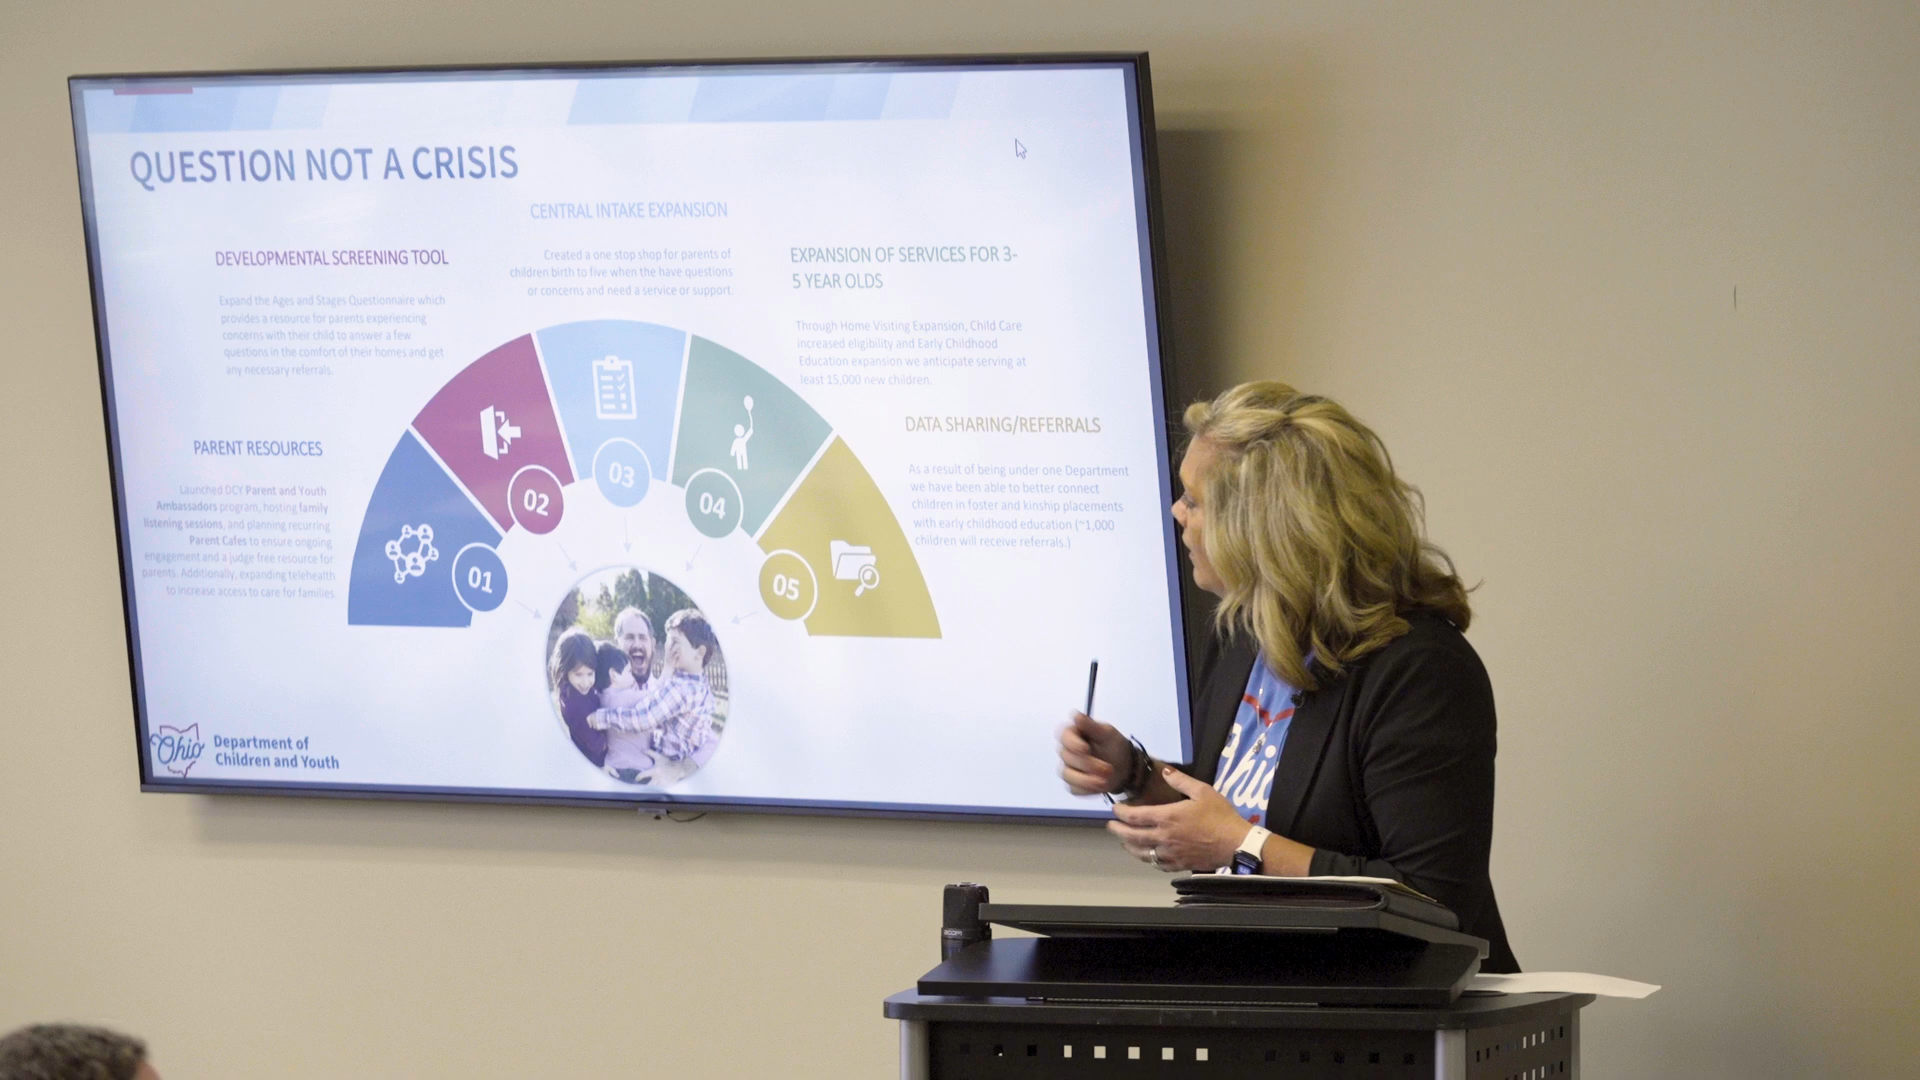 QUESTION NOT A CRISIS
CENTRAL INTAKE EXPANSION
Created a one stop shop for parents of
children birth to five when the have questions
or concerns and need a service or support.
DEVELOPMENTAL SCREENING TOOL
Expand the Ages and Stages Questionnaire which
provides a resource for parents experiencing
concerns with their child to answer a few
questions in the comfort of their homes and get
any necessary referrals.
EXPANSION OF SERVICES FOR 3-
5 YEAR OLDS
Through Home Visiting Expansion, Child Care
increased eligibility and Early Childhood
Education expansion we anticipate serving at
least 15,000 new children.
PARENT RESOURCES
Launched DCY Parent and Youth
Ambassadors program, hosting family
listening sessions, and planning recurring
Parent Cafes to ensure ongoing
engagement and a judge free resource for
parents. Additionally, expanding telehealth
to increase access to care for families.
DATA SHARING/REFERRALS
As a result of being under one Department
we have been able to better connect
children in foster and kinship placements
with early childhood education (~1,000
children will receive referrals.)
01
02
03
04
05
Ohio
Department of
Children and Youth
Ohio
ZOOM